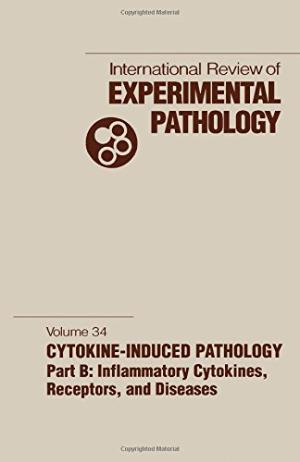 International Review of
EXPERIMENTAL
PATHOLOGY
Volume 34
CYTOKINE-INDUCED PATHOLOGY
Part B: Inflammatory Cytokines,
Receptors, and Diseases